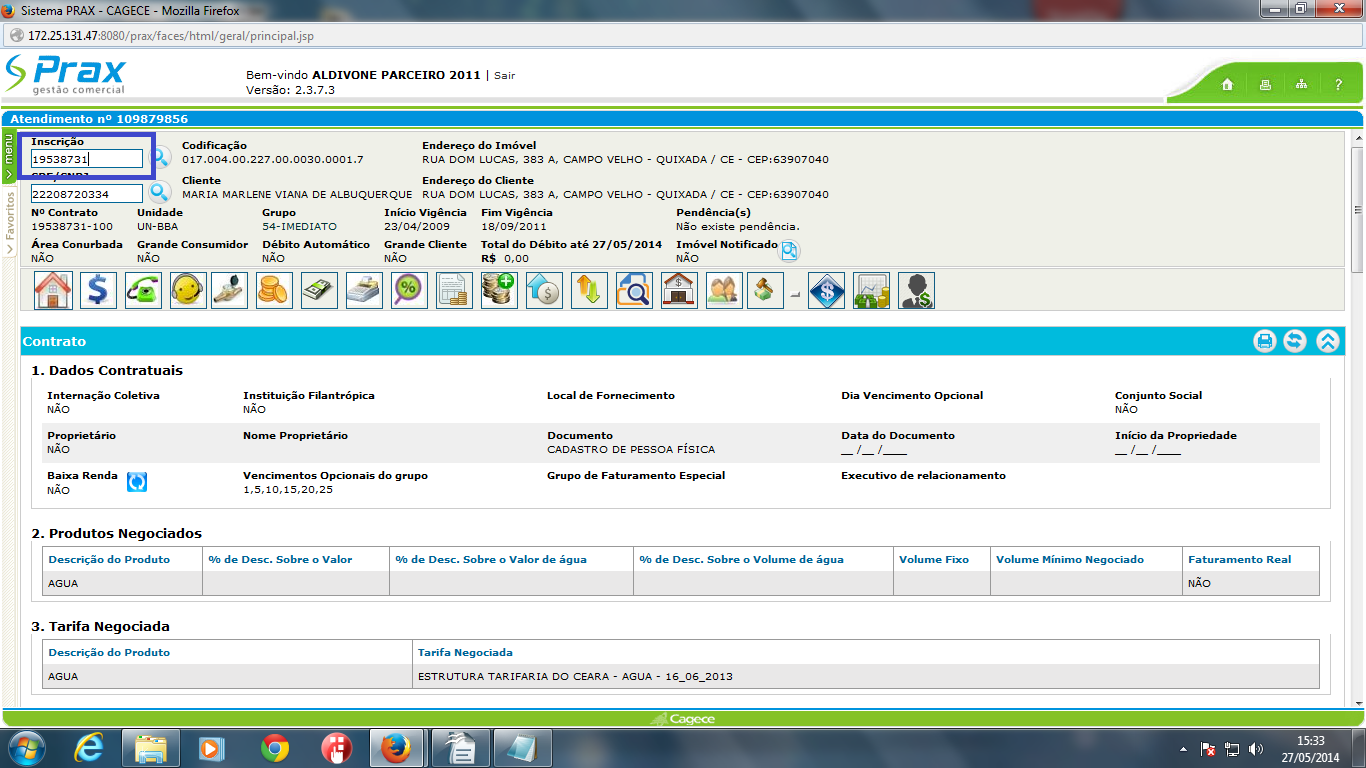 Sistema PRAX - CAGECE - Mozilla Firefox
172.25.131.47:8080/prax/faces/html/geral/principal.jsp
Prax
gestão comercial
Bem-vindo ALDIVONE PARCEIRO 2011 | Sair
Versão: 2.3.7.3
?
Atendimento nº 109879856
menu
Favoritos
Inscrição
19538731
Codificação
017.004.00.227.00.0030.0001.7
Endereço do Imóvel
RUA DOM LUCAS, 383 A, CAMPO VELHO - QUIXADA / CE - CEP:63907040
22208720334
Cliente
MARIA MARLENE VIANA DE ALBUQUERQUE
Endereço do Cliente
RUA DOM LUCAS, 383 A, CAMPO VELHO - QUIXADA / CE - CEP:63907040
Nº Contrato Unidade Grupo Início Vigência Fim Vigência Pendência(s)
19538731-100 UN-BBA 54-IMEDIATO 23/04/2009 18/09/2011 Não existe pendência.
Área Conurbada Grande Consumidor Débito Automático Grande Cliente Total do Débito até 27/05/2014 Imóvel Notificado
NÃO NÃO NÃO NÃO R$ 0,00 NÃO
Contrato
1. Dados Contratuais
Internação Coletiva Instituição Filantrópica Local de Fornecimento Dia Vencimento Opcional Conjunto Social
NÃO NÃO NÃO
Proprietário Nome Proprietário Documento Data do Documento Início da Propriedade
NÃO CADASTRO DE PESSOA FÍSICA __ /__ /____ __ /__ /____
Baixa Renda Vencimentos Opcionais do grupo Grupo de Faturamento Especial Executivo de relacionamento
NÃO 1,5,10,15,20,25
2. Produtos Negociados
Descrição do Produto % de Desc. Sobre o Valor % de Desc. Sobre o Valor de água % de Desc. Sobre o Volume de água Volume Fixo Volume Mínimo Negociado Faturamento Real
AGUA NÃO
3. Tarifa Negociada
Descrição do Produto Tarifa Negociada
AGUA ESTRUTURA TARIFARIA DO CEARA - AGUA - 16_06_2013
Cagece
15:33
27/05/2014